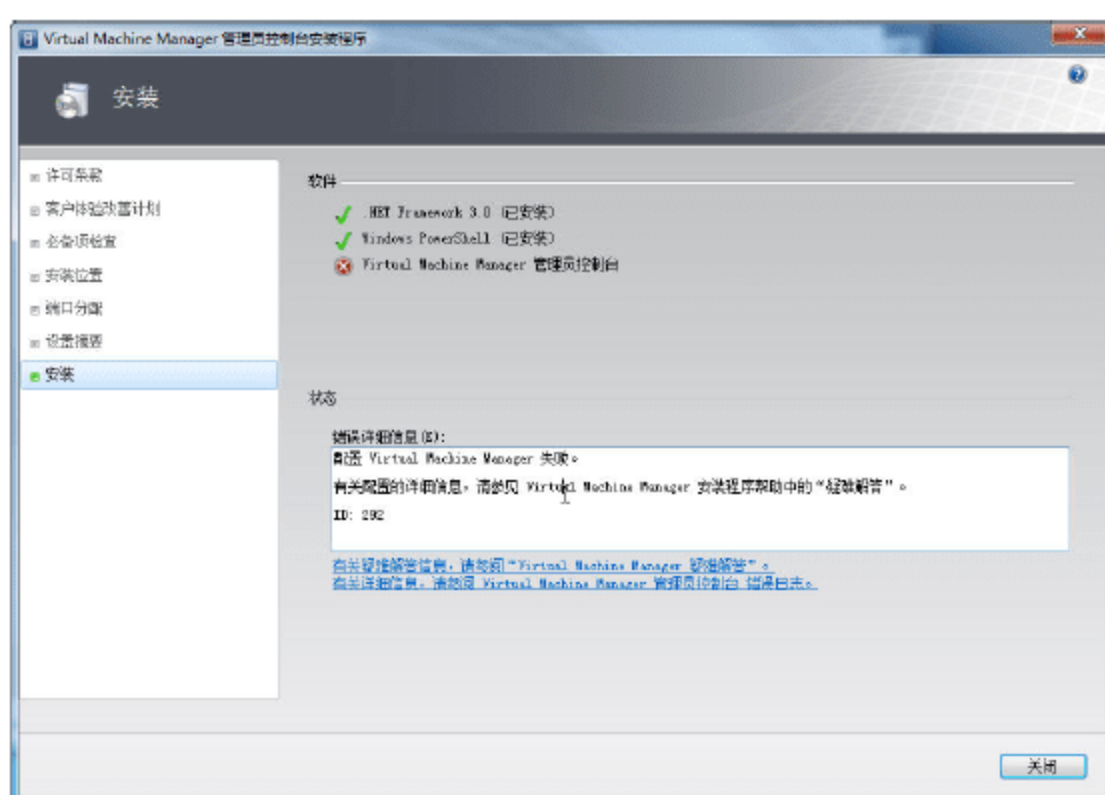 Virtual Machine Manager 管理员控制台安装程序
安装
许可条款
客户体验改善计划
必备项检查
安装位置
端口分配
设置摘要
安装
软件
.NET Framework 3.0 (已安装)
Windows PowerShell (已安装)
Virtual Machine Manager 管理员控制台
状态
错误详细信息(E):
配置 Virtual Machine Manager 失败。
有关配置的详细信息，请参见 Virtual Machine Manager 安装程序帮助中的“疑难解答”。
ID: 292
有关疑难解答信息，请参阅“Virtual Machine Manager 疑难解答”。
有关详细信息，请参阅 Virtual Machine Manager 管理员控制台 错误日志。
关闭